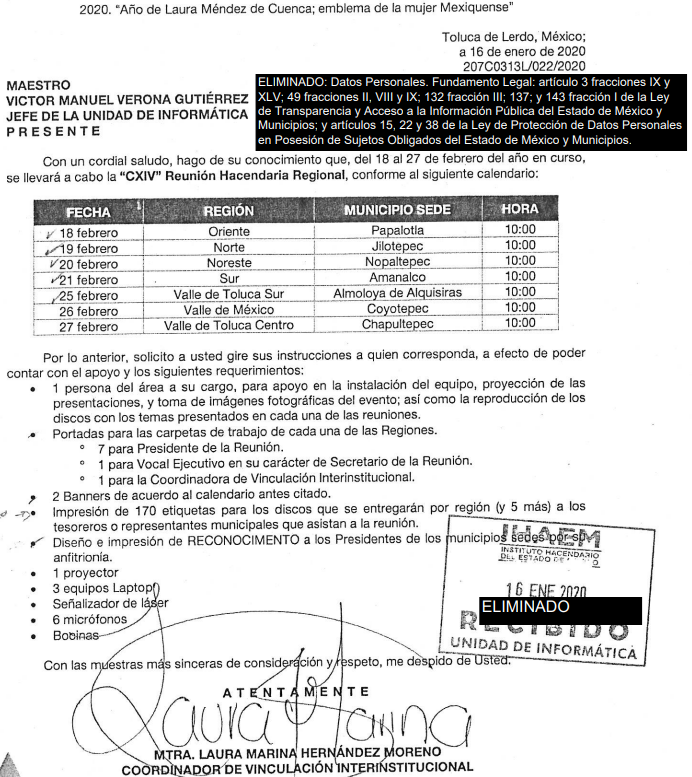 2020. "Año de Laura Méndez de Cuenca; emblema de la mujer Mexiquense"
Toluca de Lerdo, México;
a 16 de enero de 2020
207C0313L/022/2020
MAESTRO
VICTOR MANUEL VERONA GUTIÉRREZ
JEFE DE LA UNIDAD DE INFORMÁTICA
P R E S E N T E
ELIMINADO: Datos Personales. Fundamento Legal: artículo 3 fracciones IX y
XLV; 49 fracciones II, VIII y IX; 132 fracción III; 137; y 143 fracción I de la Ley
de Transparencia y Acceso a la Información Pública del Estado de México y
Municipios; y artículos 15, 22 y 38 de la Ley de Protección de Datos Personales
en Posesión de Sujetos Obligados del Estado de México y Municipios.
Con un cordial saludo, hago de su conocimiento que, del 18 al 27 de febrero del año en curso,
se llevará a cabo la "CXIV" Reunión Hacendaria Regional, conforme al siguiente calendario:
FECHA REGIÓN MUNICIPIO SEDE HORA
18 febrero Oriente Papalotla 10:00
19 febrero Norte Jilotepec 10:00
20 febrero Noreste Nopaltepec 10:00
21 febrero Sur Amanalco 10:00
25 febrero Valle de Toluca Sur Almoloya de Alquisiras 10:00
26 febrero Valle de México Coyotepec 10:00
27 febrero Valle de Toluca Centro Chapultepec 10:00
Por lo anterior, solicito a usted gire sus instrucciones a quien corresponda, a efecto de poder
contar con el apoyo y los siguientes requerimientos:
• 1 persona del área a su cargo, para apoyo en la instalación del equipo, proyección de las
presentaciones, y toma de imágenes fotográficas del evento; así como la reproducción de los
discos con los temas presentados en cada una de las reuniones.
• Portadas para las carpetas de trabajo de cada una de las Regiones.
° 7 para Presidente de la Reunión.
° 1 para Vocal Ejecutivo en su carácter de Secretario de la Reunión.
° 1 para la Coordinadora de Vinculación Interinstitucional.
• 2 Banners de acuerdo al calendario antes citado.
• Impresión de 170 etiquetas para los discos que se entregarán por región (y 5 más) a los
tesoreros o representantes municipales que asistan a la reunión.
• Diseño e impresión de RECONOCIMIENTO a los Presidentes de los municipios sedes por su
anfitrionía.
• 1 proyector
• 3 equipos Laptop
• Señalizador de láser
• 6 micrófonos
• Bocinas
IHAEM
INSTITUTO HACENDARIO
DEL ESTADO DE
16 ENE 2020
ELIMINADO
RECIBIDO
UNIDAD DE INFORMÁTICA
Con las muestras más sinceras de consideración y respeto, me despido de Usted.
A T E N T A M E N T E
Laura Marina
MTRA. LAURA MARINA HERNÁNDEZ MORENO
COORDINADOR DE VINCULACIÓN INTERINSTITUCIONAL